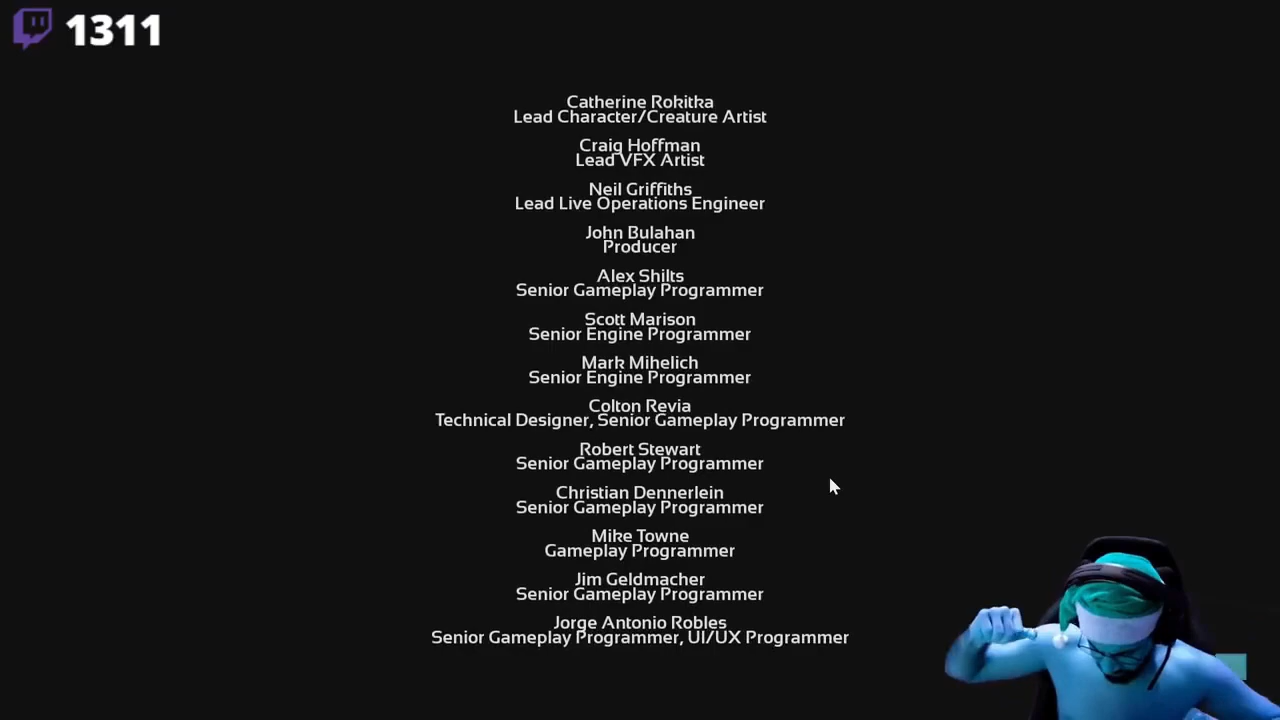 1311
Catherine Rokitka
Lead Character/Creature Artist
Craig Hoffman
Lead VFX Artist
Neil Griffiths
Lead Live Operations Engineer
John Bulahan
Producer
Alex Shilts
Senior Gameplay Programmer
Scott Marison
Senior Engine Programmer
Mark Mihelich
Senior Engine Programmer
Colton Revia
Technical Designer, Senior Gameplay Programmer
Robert Stewart
Senior Gameplay Programmer
Christian Dennerlein
Senior Gameplay Programmer
Mike Towne
Gameplay Programmer
Jim Geldmacher
Senior Gameplay Programmer
Jorge Antonio Robles
Senior Gameplay Programmer, UI/UX Programmer